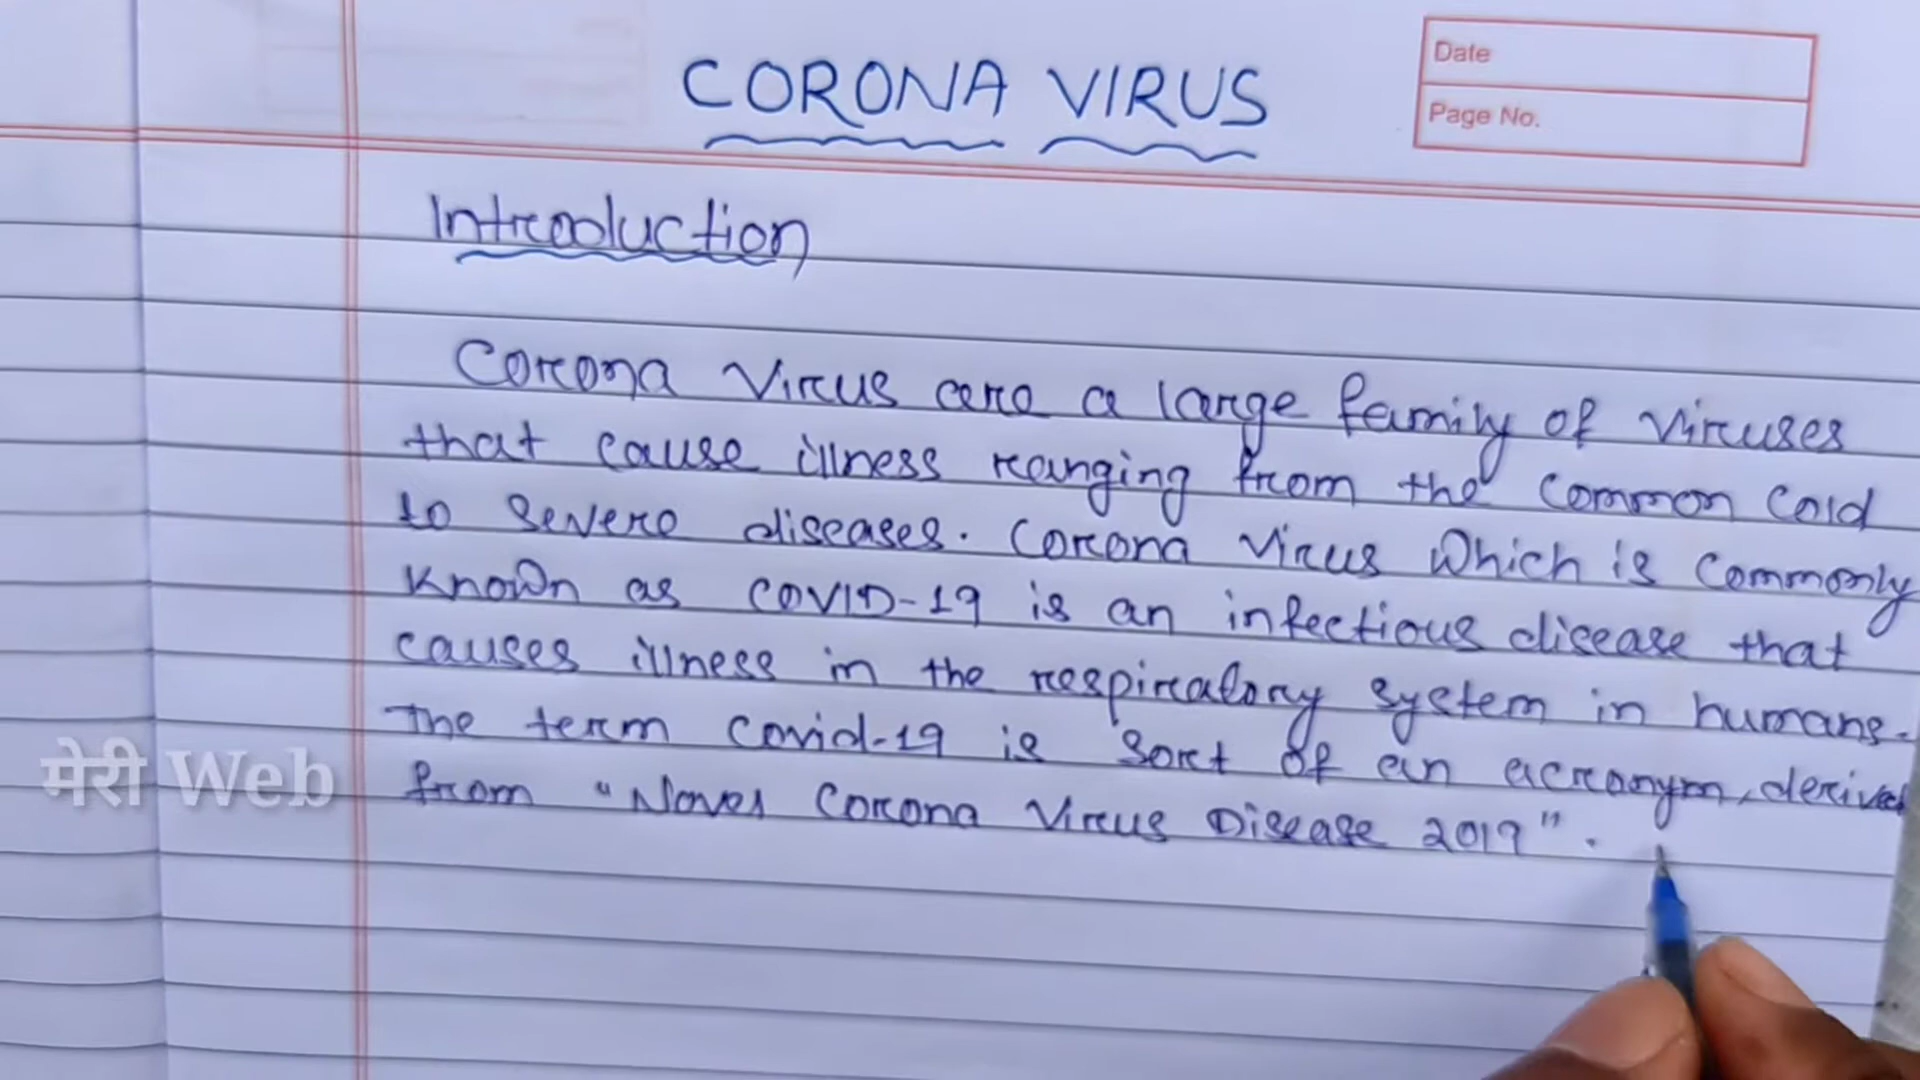 CORONA VIRUS
Date
Page No.
Introduction
Corona Virus are a large family of viruses
that cause illness ranging from the common cold
to severe diseases. Corona virus which is commonly
known as COVID-19 is an infectious disease that
causes illness in the respiratory system in humans.
The term Covid-19 is sort of an acronym, derived
from "Novel Corona Virus Disease 2019".
मेरी Web